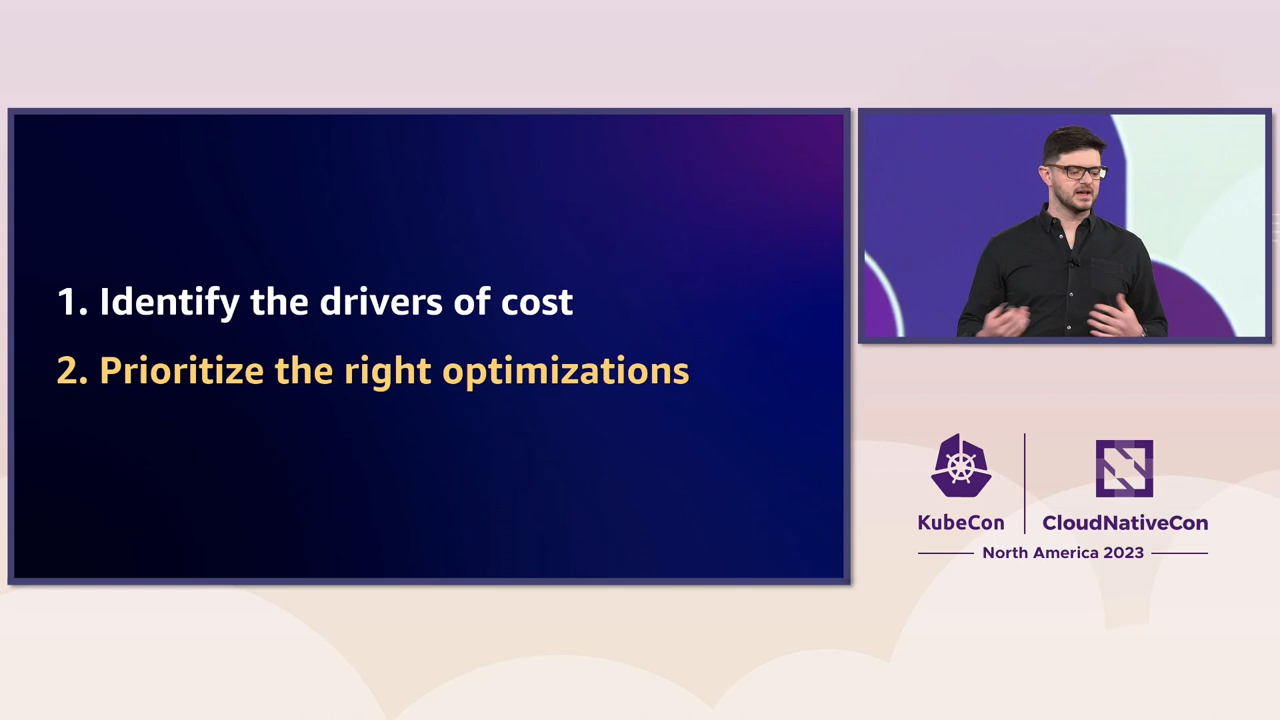 1. Identify the drivers of cost
2. Prioritize the right optimizations
KubeCon
CloudNativeCon
North America 2023